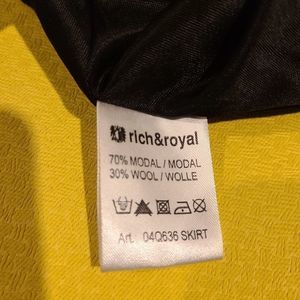 rich&royal
70% MODAL / MODAL
30% WOOL / WOLLE
Art. 04Q636 SKIRT